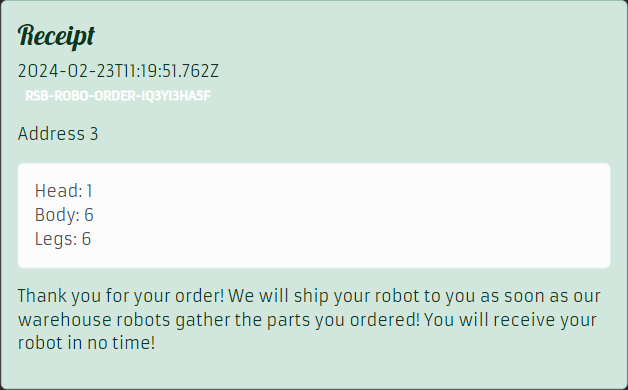 Receipt
2024-02-23T11:19:51.762Z
RSB-ROBO-ORDER-IQ3YI3HA5F
Address 3
Head: 1
Body: 6
Legs: 6
Thank you for your order! We will ship your robot to you as soon as our
warehouse robots gather the parts you ordered! You will receive your
robot in no time!